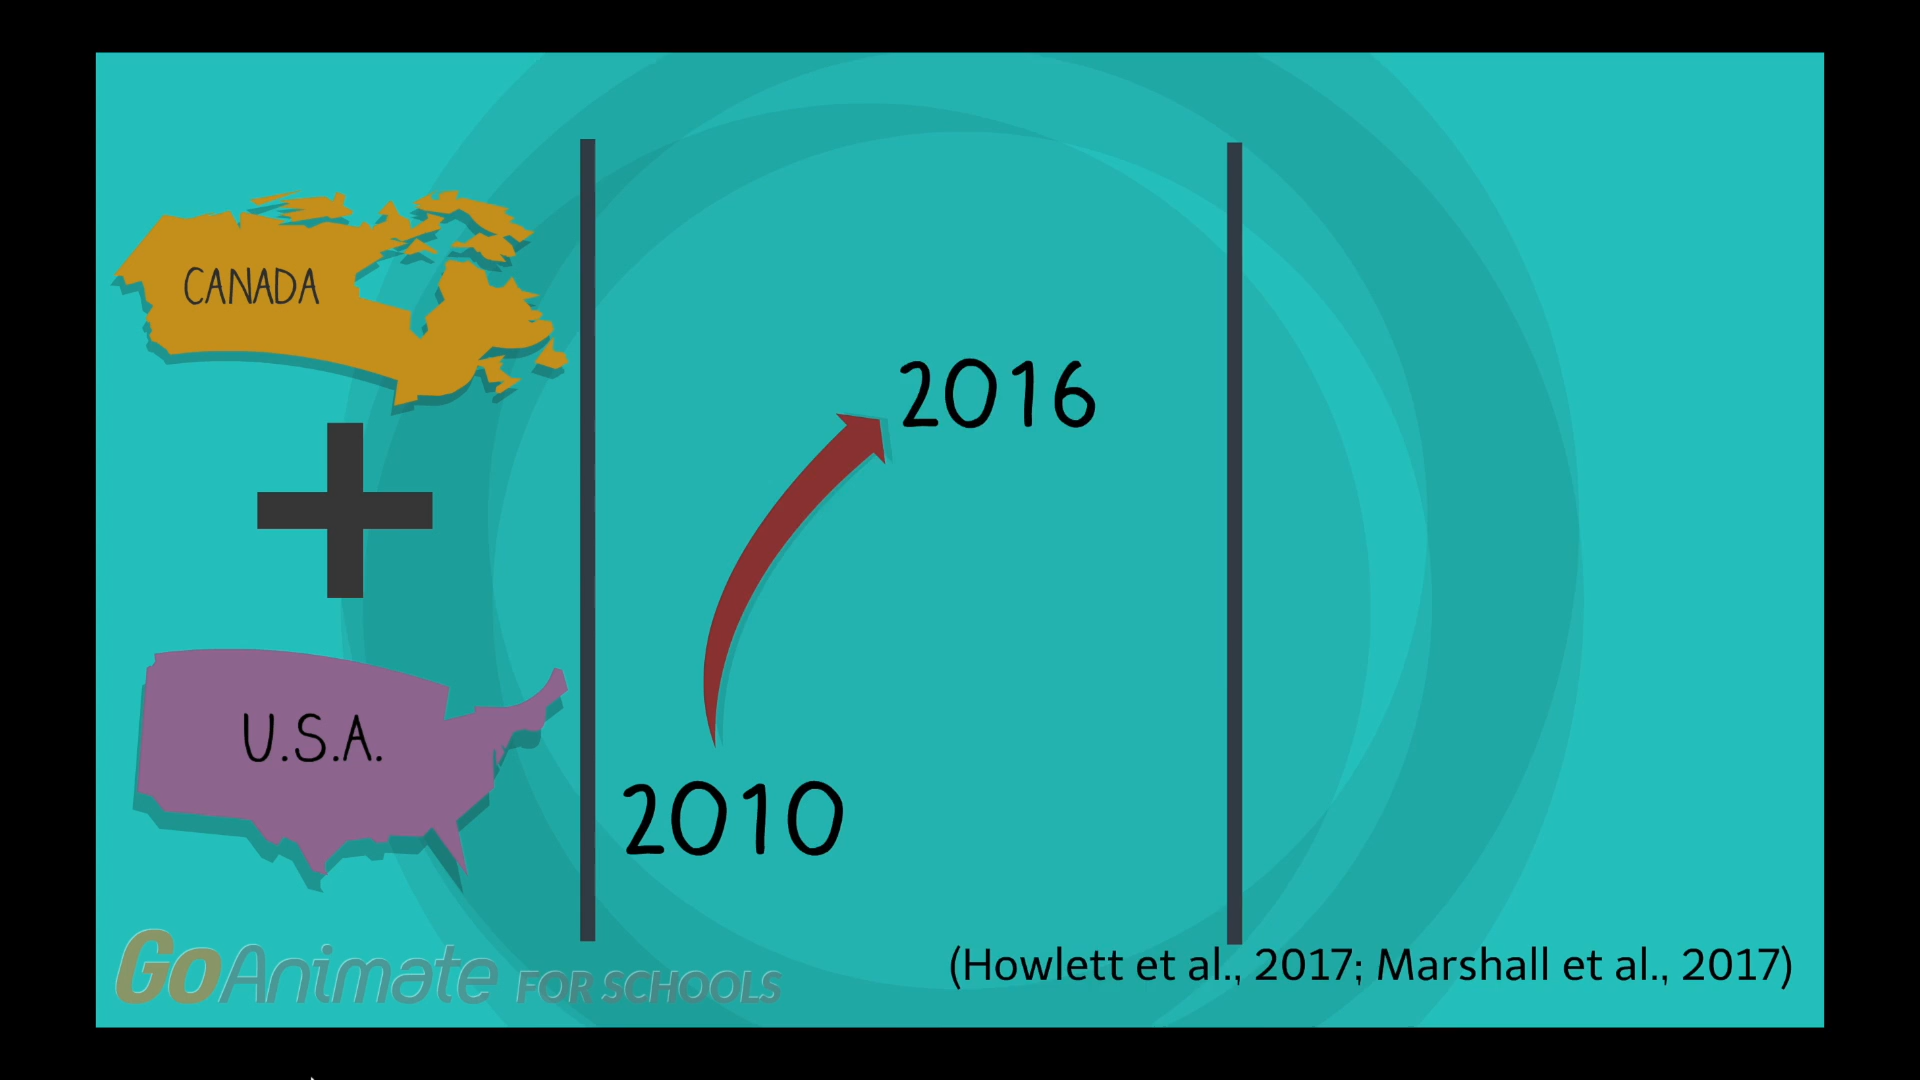 CANADA
2016
U.S.A.
2010
(Howlett et al., 2017; Marshall et al., 2017)
GoAnimate FOR SCHOOLS